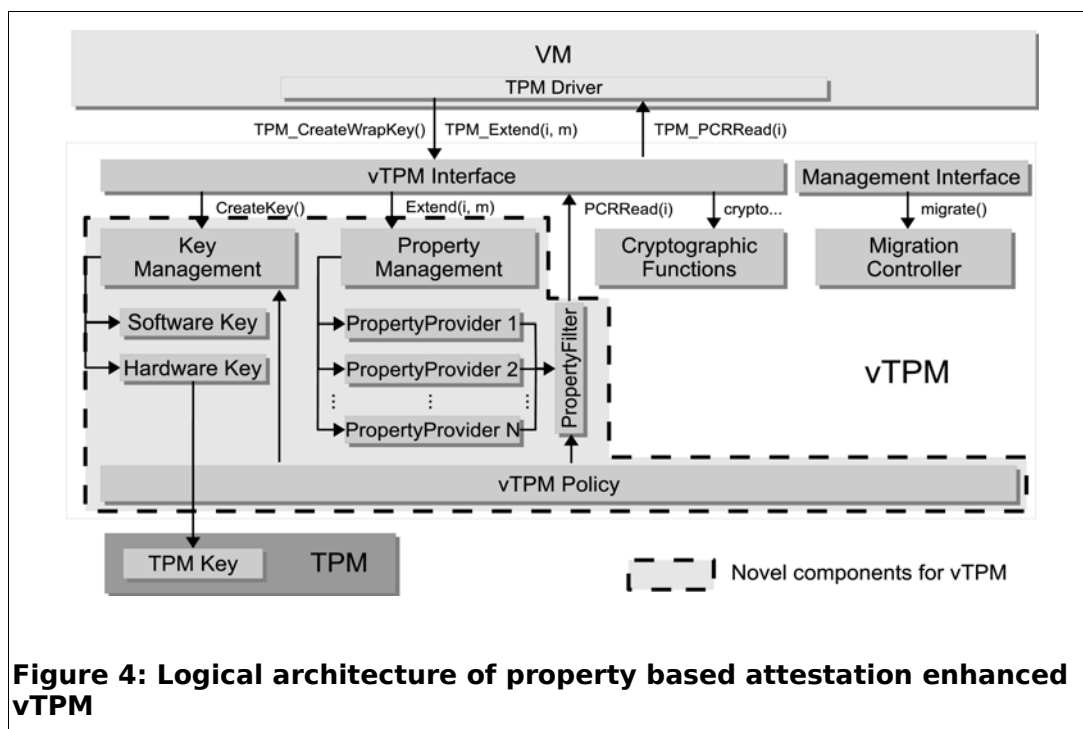 VM
TPM Driver
TPM_CreateWrapKey() TPM_Extend(i, m) TPM_PCRRead(i)
vTPM Interface
Management Interface
CreateKey() Extend(i, m) PCRRead(i) crypto... migrate()
Key
Management
Property
Management
Cryptographic
Functions
Migration
Controller
Software Key
Hardware Key
PropertyProvider 1
PropertyProvider 2
⋮ ⋮ ⋮
PropertyProvider N
PropertyFilter
vTPM
vTPM Policy
TPM Key
TPM
Novel components for vTPM
Figure 4: Logical architecture of property based attestation enhanced
vTPM